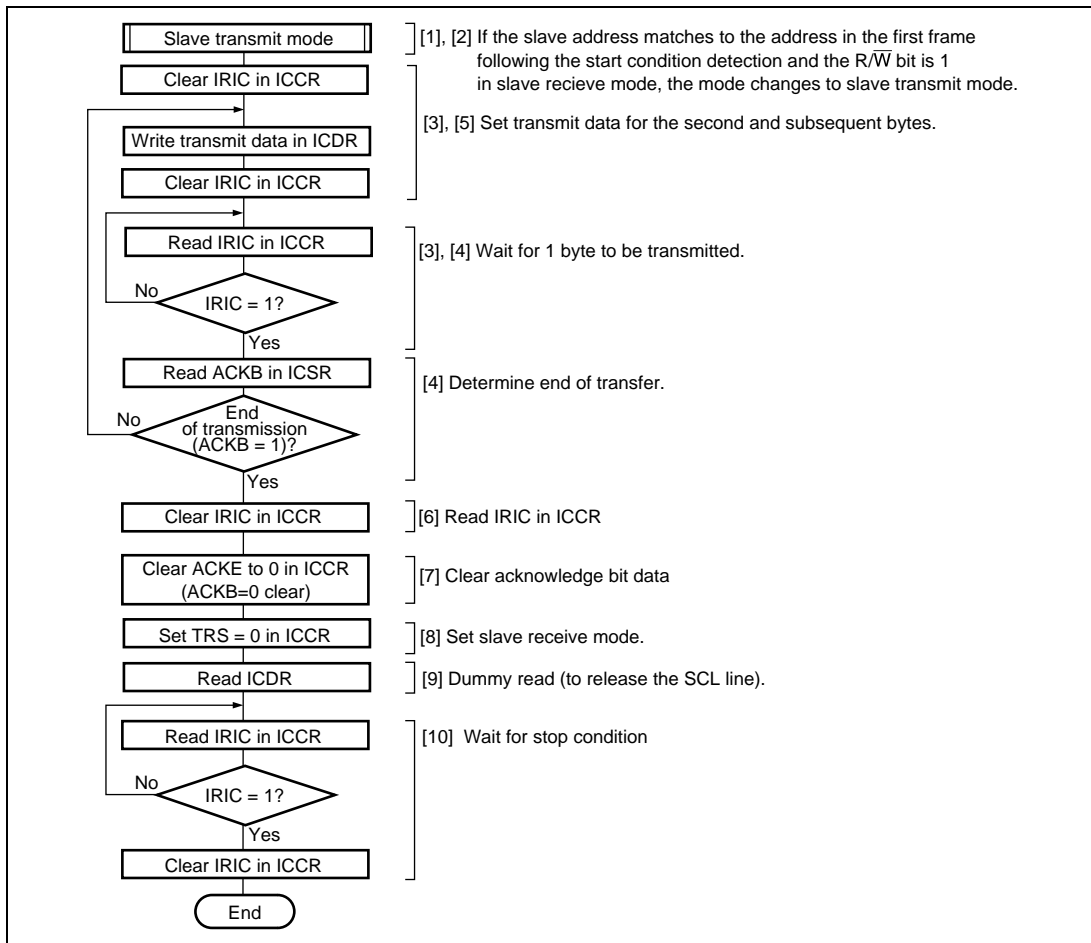 Slave transmit mode
[1], [2] If the slave address matches to the address in the first frame
following the start condition detection and the R/W̅ bit is 1
in slave recieve mode, the mode changes to slave transmit mode.
Clear IRIC in ICCR
[3], [5] Set transmit data for the second and subsequent bytes.
Write transmit data in ICDR
Clear IRIC in ICCR
Read IRIC in ICCR
[3], [4] Wait for 1 byte to be transmitted.
No
IRIC = 1?
Yes
Read ACKB in ICSR
[4] Determine end of transfer.
No
End
of transmission
(ACKB = 1)?
Yes
Clear IRIC in ICCR
[6] Read IRIC in ICCR
Clear ACKE to 0 in ICCR
(ACKB=0 clear)
[7] Clear acknowledge bit data
Set TRS = 0 in ICCR
[8] Set slave receive mode.
Read ICDR
[9] Dummy read (to release the SCL line).
Read IRIC in ICCR
[10] Wait for stop condition
No
IRIC = 1?
Yes
Clear IRIC in ICCR
End